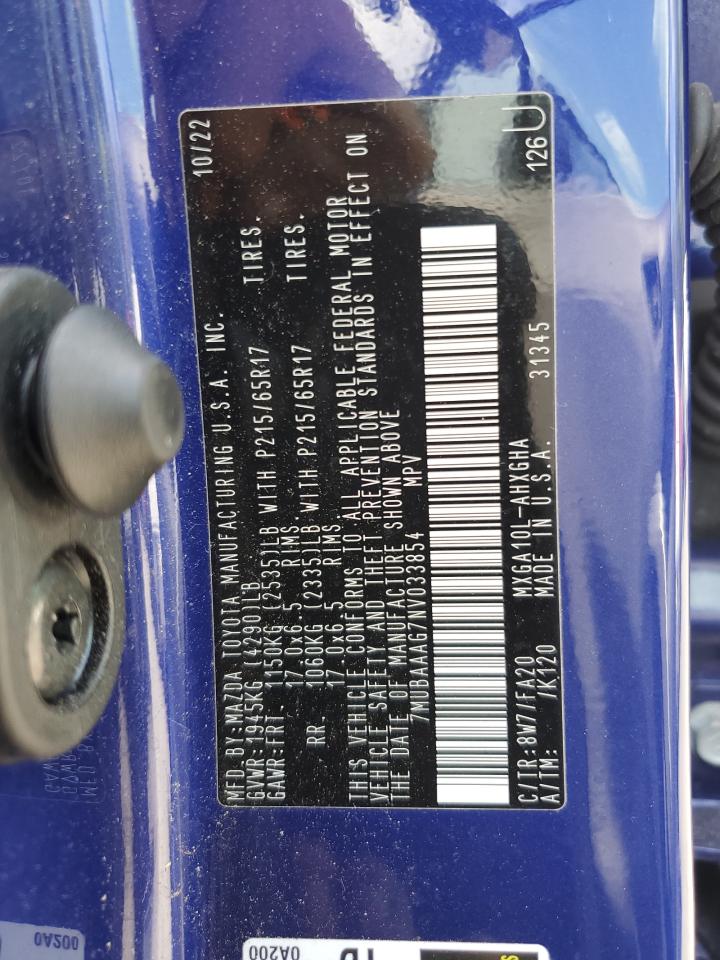 MFD.BY:MAZDA TOYOTA MANUFACTURING U.S.A. INC. 10/22
GVWR:1945KG (4290)LB
GAWR:FRT. 1150KG (2535)LB WITH P215/65R17 TIRES.
17.0x6.5 RIMS
RR. 1060KG (2335)LB WITH P215/65R17 TIRES.
17.0x6.5 RIMS
THIS VEHICLE CONFORMS TO ALL APPLICABLE FEDERAL MOTOR
VEHICLE SAFETY AND THEFT PREVENTION STANDARDS IN EFFECT ON
THE DATE OF MANUFACTURE SHOWN ABOVE
7MUBAAAG7NV033854 MPV
C/TR:8W7/FA20 MXGA10L-AHXGHA 126 U
A/TM: /K120 MADE IN U.S.A. 31345
0A200
0A200